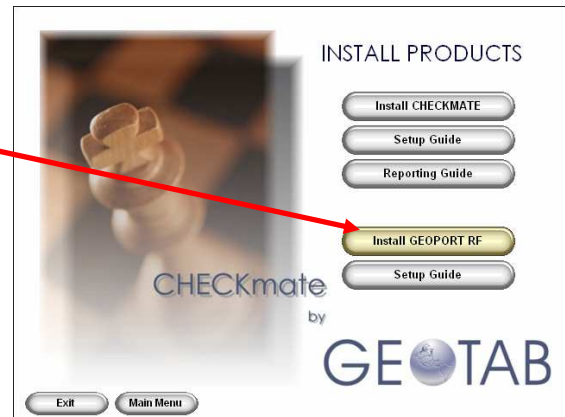 INSTALL PRODUCTS
Install CHECKMATE
Setup Guide
Reporting Guide
Install GEOPORT RF
Setup Guide
CHECKmate
by
GEOTAB
Exit Main Menu